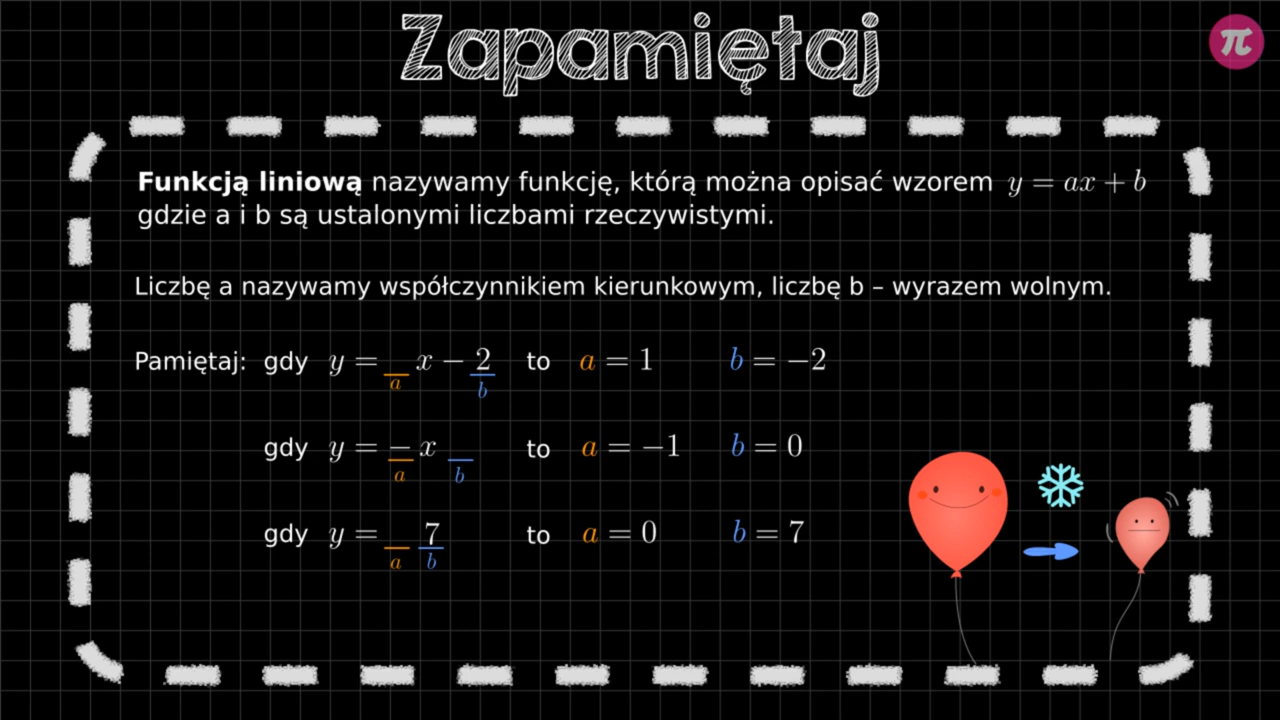 Zapamiętaj
π
Funkcją liniową nazywamy funkcję, którą można opisać wzorem y = ax + b
gdzie a i b są ustalonymi liczbami rzeczywistymi.
Liczbę a nazywamy współczynnikiem kierunkowym, liczbę b – wyrazem wolnym.
Pamiętaj: gdy y = _ x − 2 to a = 1 b = −2
a b
gdy y = − x _ to a = −1 b = 0
a b
gdy y = _ 7 to a = 0 b = 7
a b